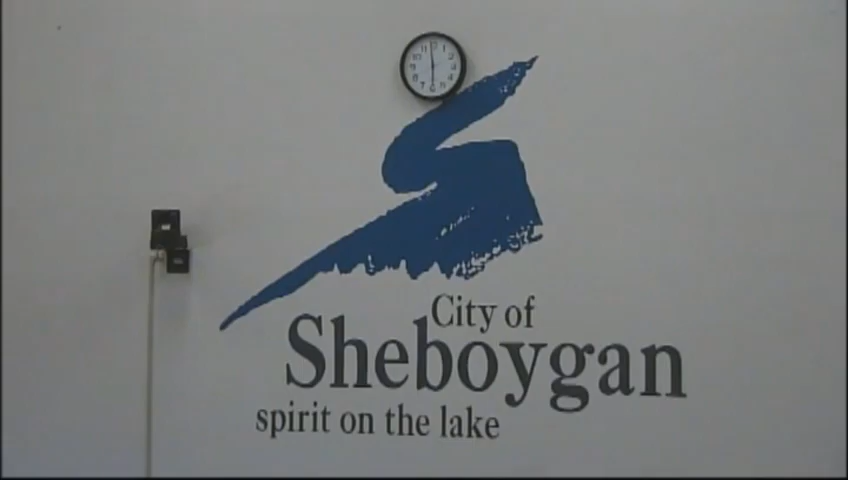 City of
Sheboygan
spirit on the lake